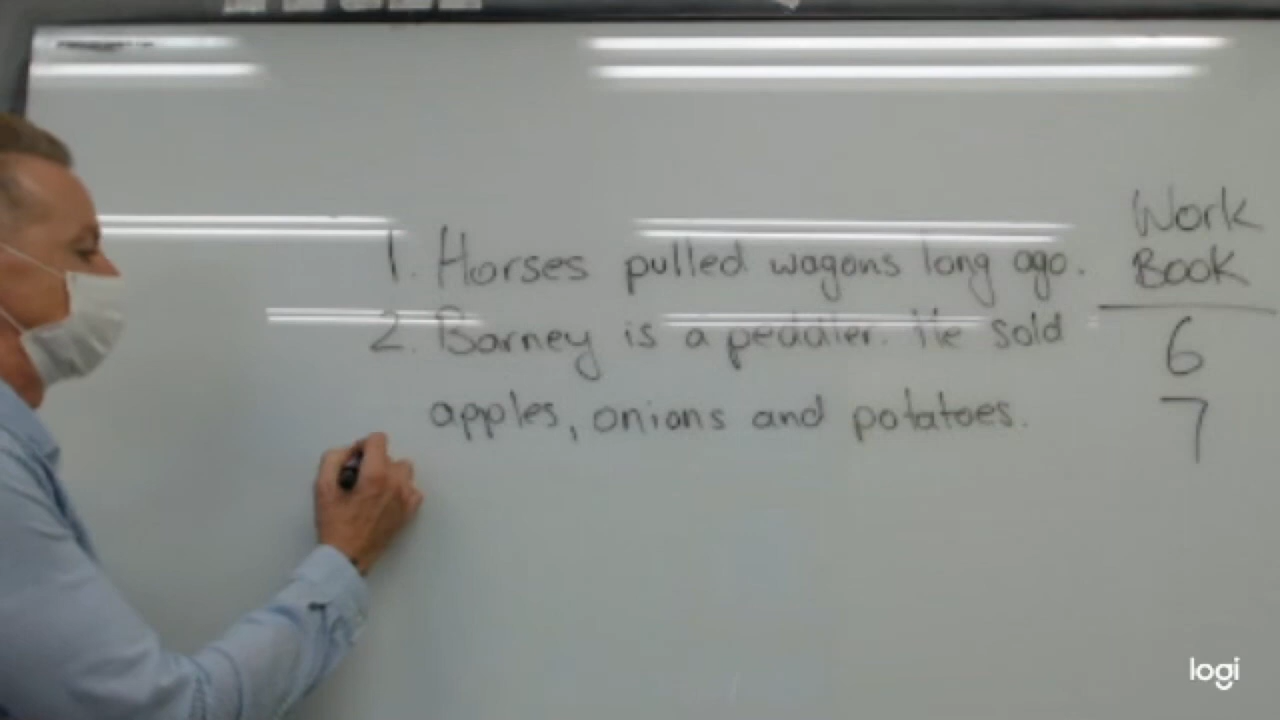 1. Horses pulled wagons long ago.
2. Barney is a peddler. He sold
apples, onions and potatoes.
Work
Book
6
7
logi